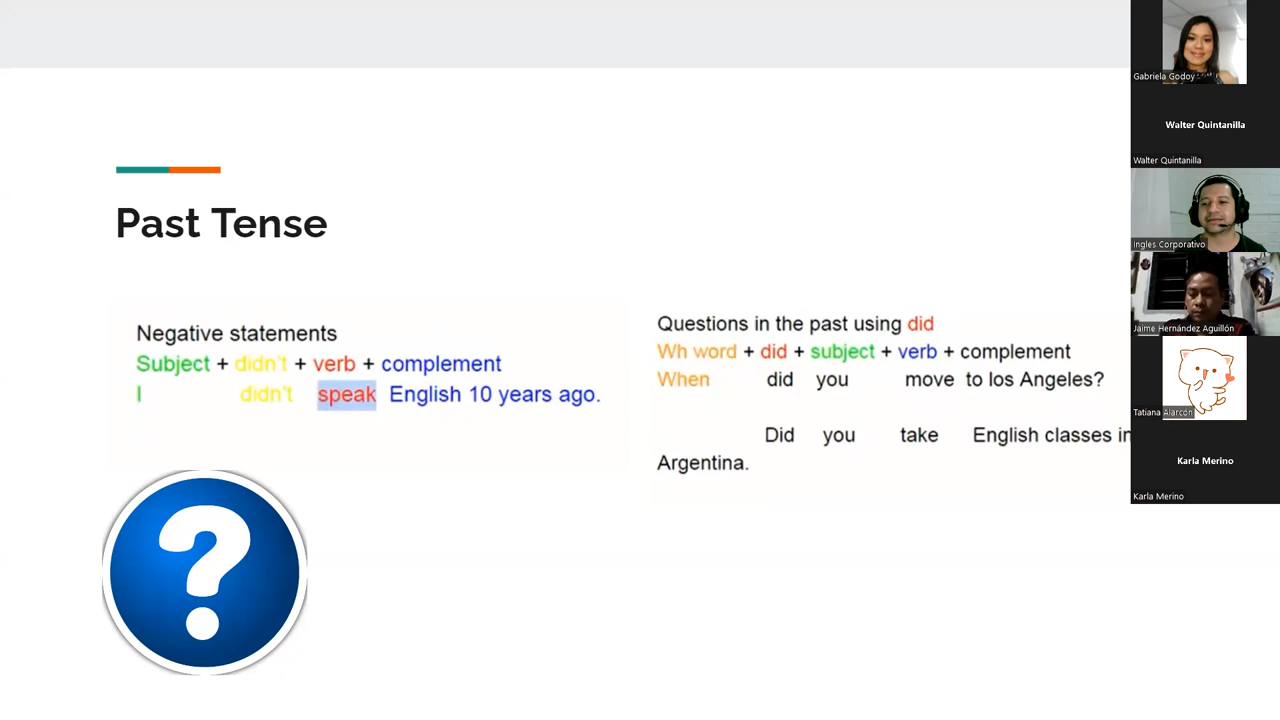 Past Tense
Negative statements
Subject + didn't + verb + complement
I didn't speak English 10 years ago.
Questions in the past using did
Wh word + did + subject + verb + complement
When did you move to los Angeles?
Did you take English classes in
Argentina.
Gabriela Godoy
Walter Quintanilla
Walter Quintanilla
Ingles Corporativo
Jaime Hernández Aguillón
Tatiana Alarcón
Karla Merino
Karla Merino